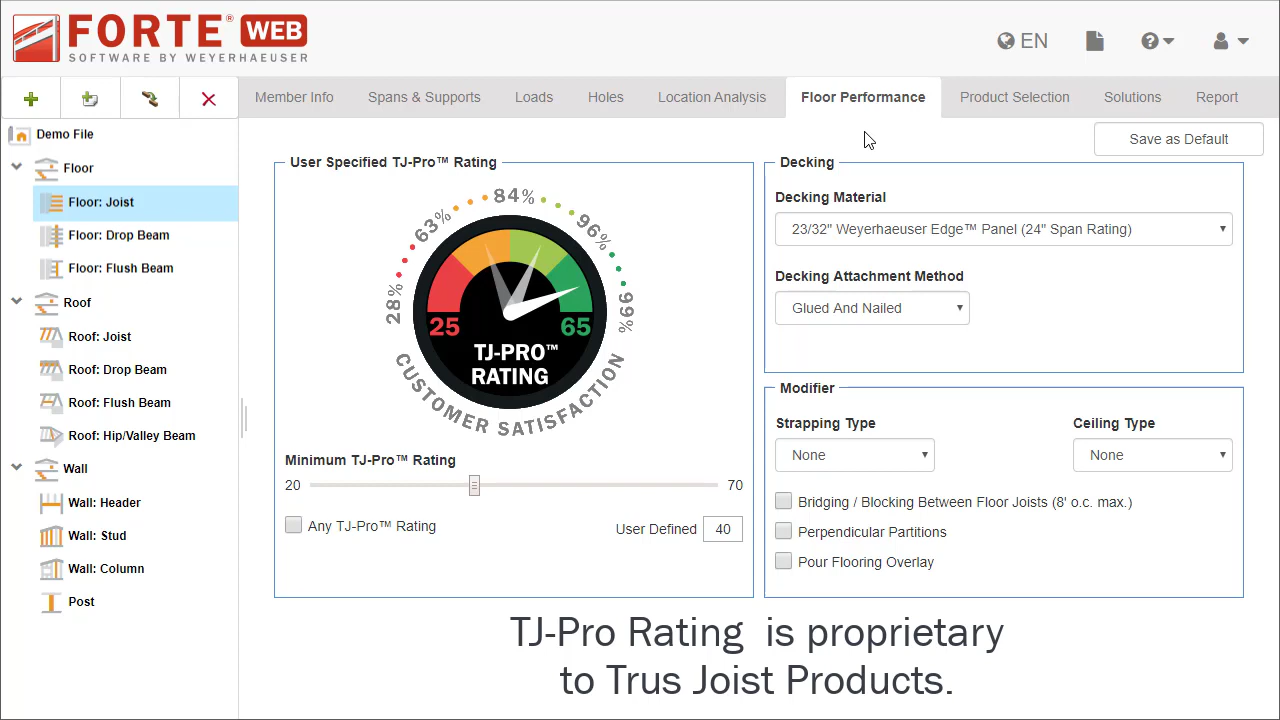 FORTE® WEB
SOFTWARE BY WEYERHAEUSER
EN
Member Info
Spans & Supports
Loads
Holes
Location Analysis
Floor Performance
Product Selection
Solutions
Report
Save as Default
Demo File
Floor
Floor: Joist
Floor: Drop Beam
Floor: Flush Beam
Roof
Roof: Joist
Roof: Drop Beam
Roof: Flush Beam
Roof: Hip/Valley Beam
Wall
Wall: Header
Wall: Stud
Wall: Column
Post
User Specified TJ-Pro™ Rating
28%
63%
84%
96%
99%
25
65
TJ-PRO™
RATING
CUSTOMER SATISFACTION
Minimum TJ-Pro™ Rating
20
70
Any TJ-Pro™ Rating
User Defined
40
Decking
Decking Material
23/32" Weyerhaeuser Edge™ Panel (24" Span Rating)
Decking Attachment Method
Glued And Nailed
Modifier
Strapping Type
Ceiling Type
None
None
Bridging / Blocking Between Floor Joists (8' o.c. max.)
Perpendicular Partitions
Pour Flooring Overlay
TJ-Pro Rating is proprietary
to Trus Joist Products.